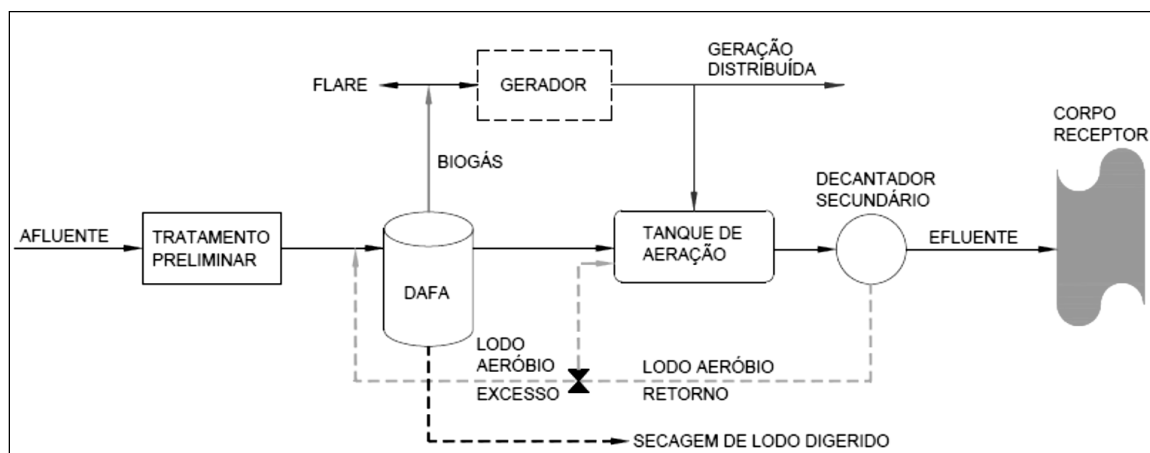 GERAÇÃO
DISTRIBUÍDA
FLARE
GERADOR
CORPO
RECEPTOR
BIOGÁS
DECANTADOR
SECUNDÁRIO
AFLUENTE
TRATAMENTO
PRELIMINAR
TANQUE DE
AERAÇÃO
EFLUENTE
DAFA
LODO
AERÓBIO
EXCESSO
LODO AERÓBIO
RETORNO
SECAGEM DE LODO DIGERIDO